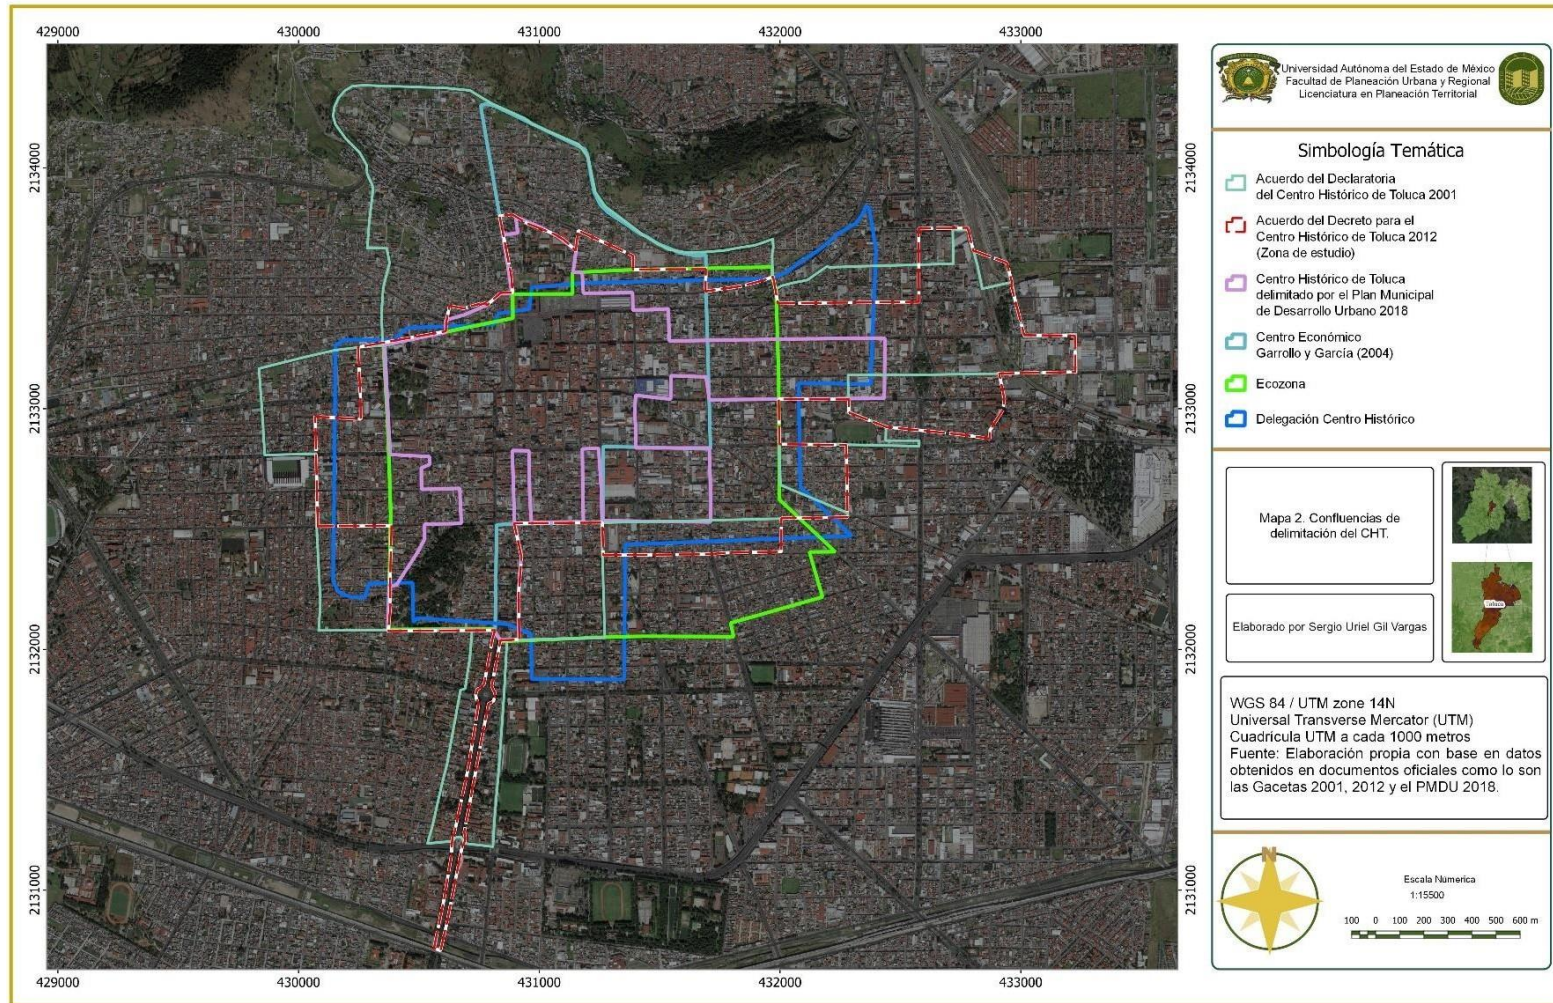 429000 430000 431000 432000 433000
2134000 2134000
2133000 2133000
2132000 2132000
2131000 2131000
429000 430000 431000 432000 433000
Universidad Autónoma del Estado de México
Facultad de Planeación Urbana y Regional
Licenciatura en Planeación Territorial
Simbología Temática
Acuerdo del Declaratoria
del Centro Histórico de Toluca 2001
Acuerdo del Decreto para el
Centro Histórico de Toluca 2012
(Zona de estudio)
Centro Histórico de Toluca
delimitado por el Plan Municipal
de Desarrollo Urbano 2018
Centro Económico
Garrollo y García (2004)
Ecozona
Delegación Centro Histórico
Mapa 2. Confluencias de
delimitación del CHT.
Toluca
Elaborado por Sergio Uriel Gil Vargas
WGS 84 / UTM zone 14N
Universal Transverse Mercator (UTM)
Cuadrícula UTM a cada 1000 metros
Fuente: Elaboración propia con base en datos
obtenidos en documentos oficiales como lo son
las Gacetas 2001, 2012 y el PMDU 2018.
N
Escala Númerica
1:15500
100 0 100 200 300 400 500 600 m